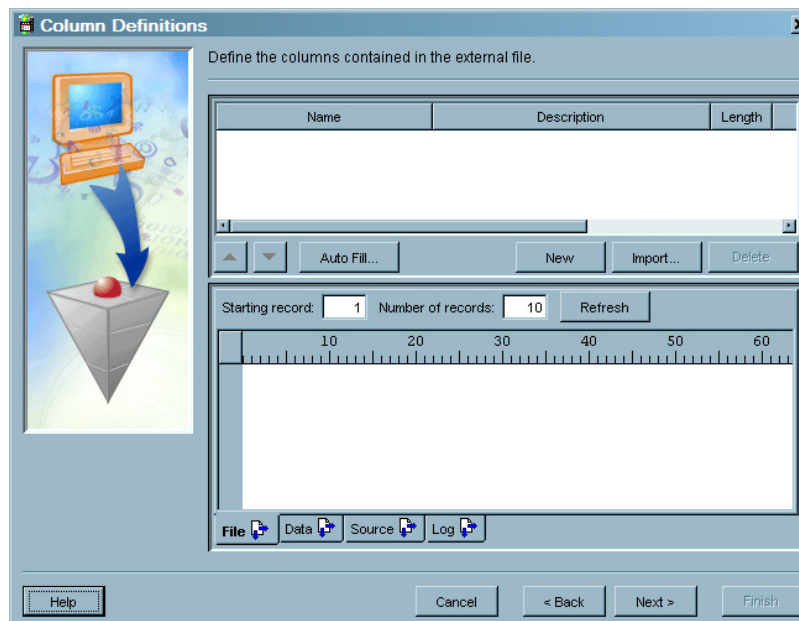 Column Definitions
Define the columns contained in the external file.
Name Description Length
Auto Fill... New Import... Delete
Starting record: 1 Number of records: 10 Refresh
10 20 30 40 50 60
File Data Source Log
Help Cancel < Back Next > Finish